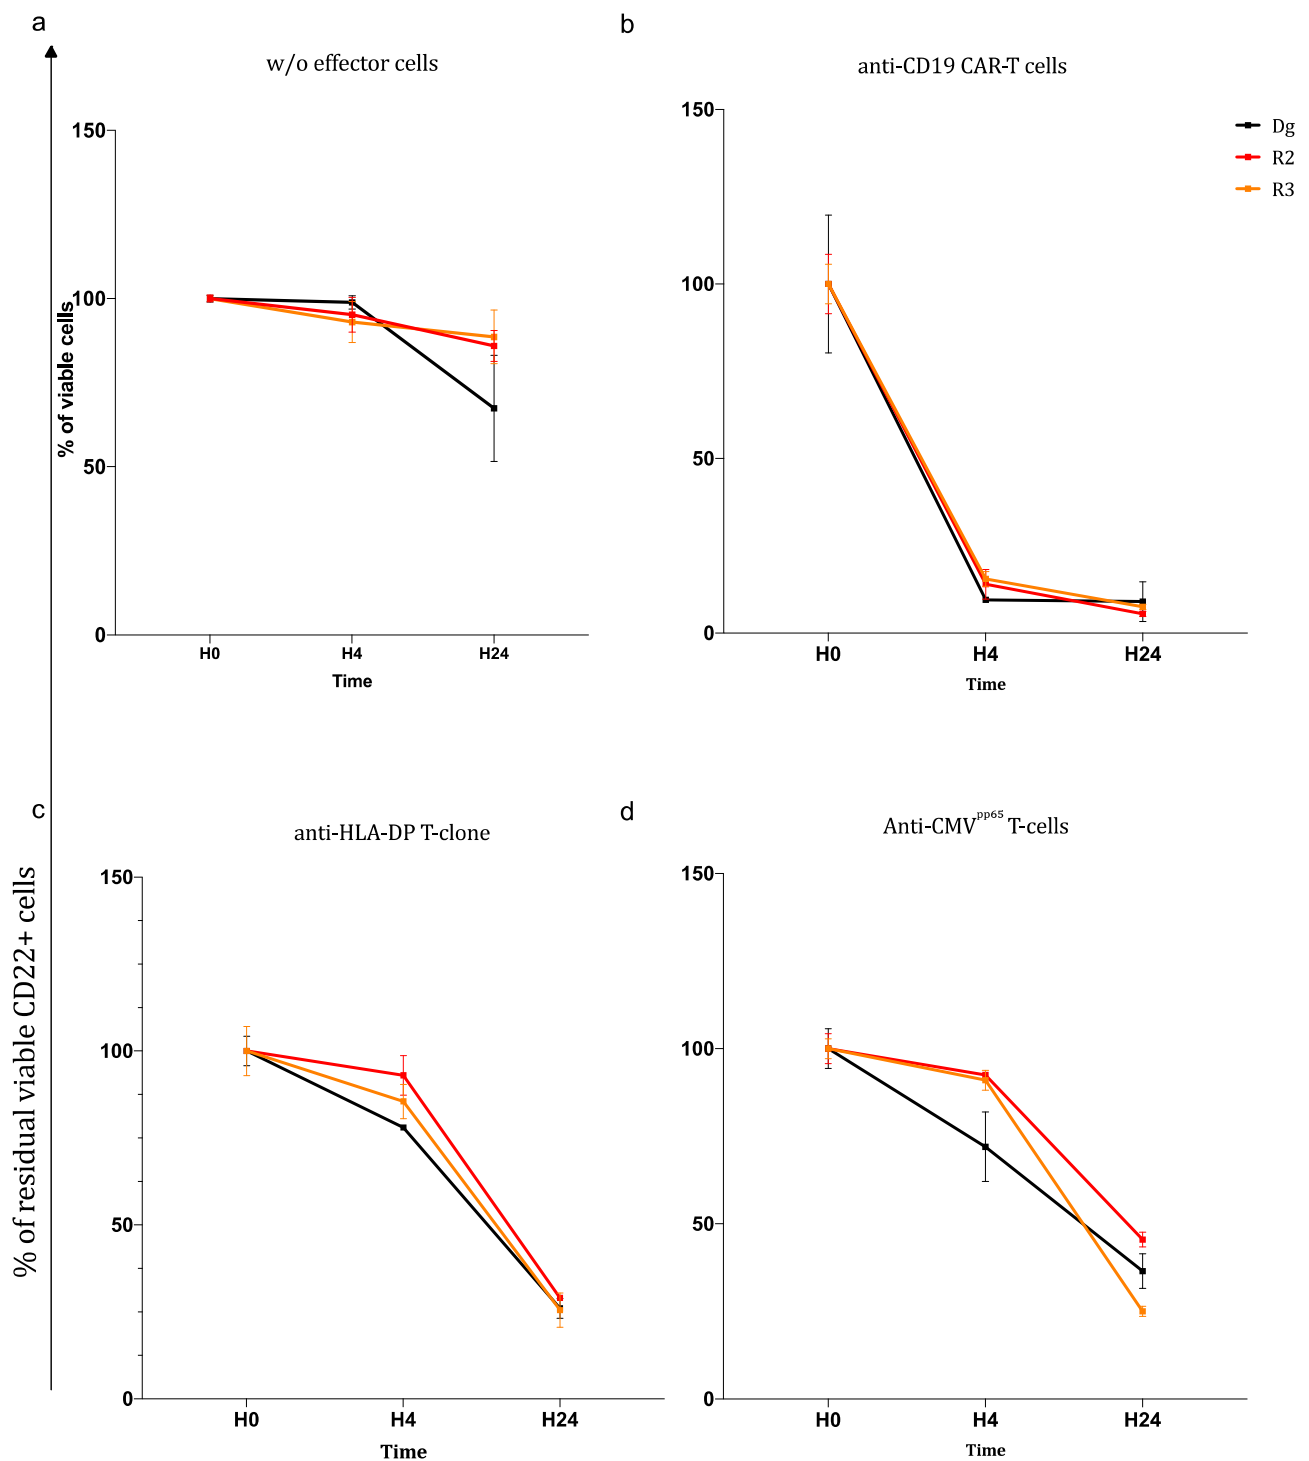 a
w/o effector cells
% of viable cells
150
100
50
0
H0 H4 H24
Time
b
anti-CD19 CAR-T cells
150
100
50
0
H0 H4 H24
Time
Dg
R2
R3
% of residual viable CD22+ cells
c
anti-HLA-DP T-clone
150
100
50
0
H0 H4 H24
Time
d
Anti-CMV^pp65 T-cells
150
100
50
0
H0 H4 H24
Time